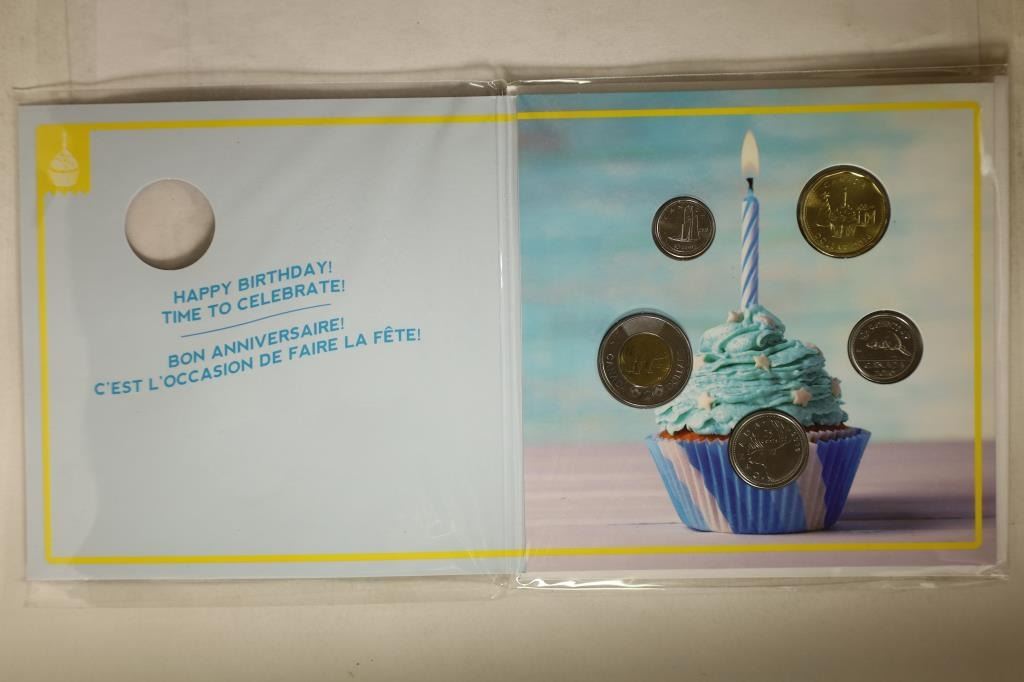 HAPPY BIRTHDAY!
TIME TO CELEBRATE!
BON ANNIVERSAIRE!
C'EST L'OCCASION DE FAIRE LA FÊTE!